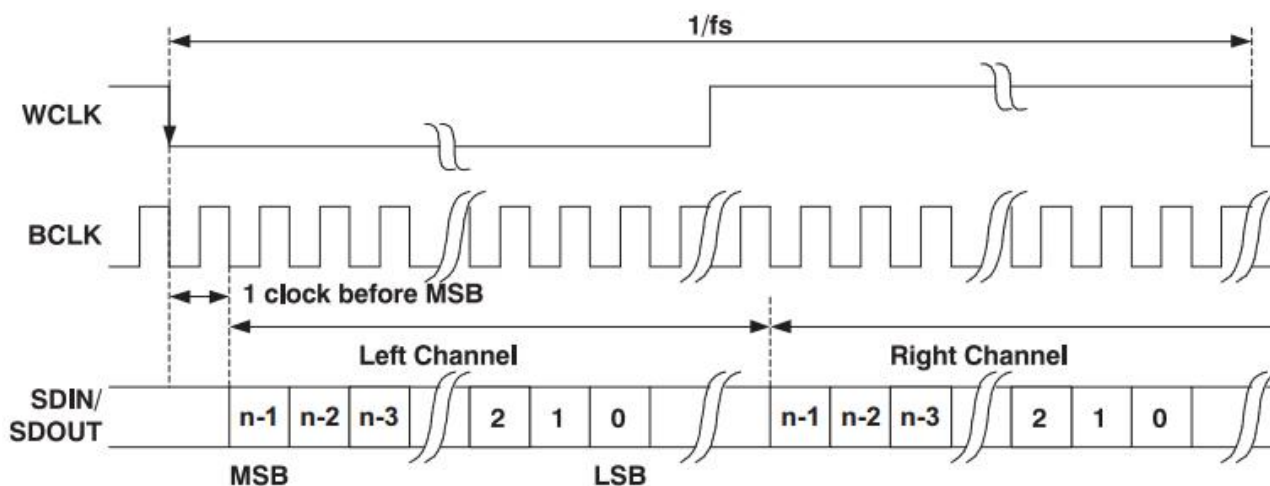 1/fs
WCLK
BCLK
1 clock before MSB
Left Channel Right Channel
SDIN/
SDOUT
n-1 n-2 n-3 2 1 0 n-1 n-2 n-3 2 1 0
MSB LSB